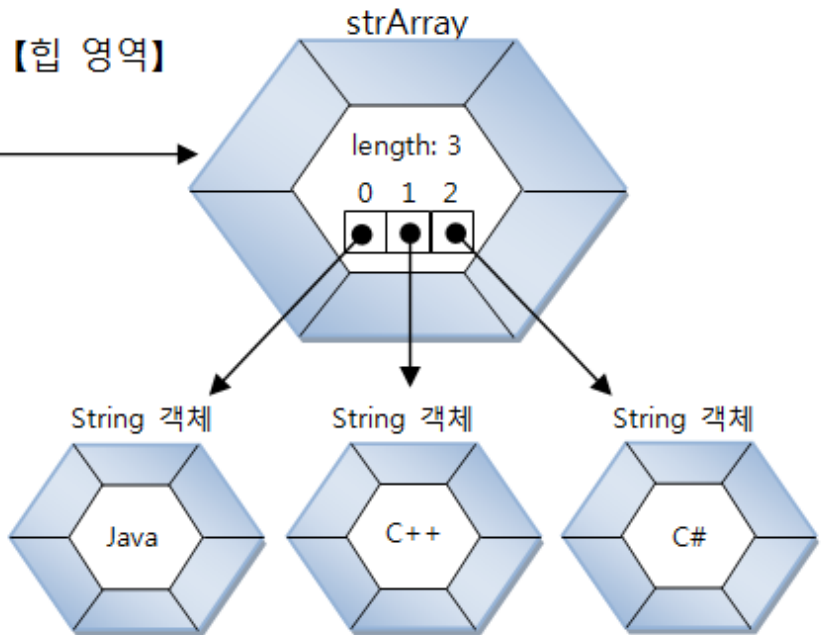 strArray
【힙 영역】
length: 3
0 1 2
String 객체
String 객체
String 객체
Java
C++
C#